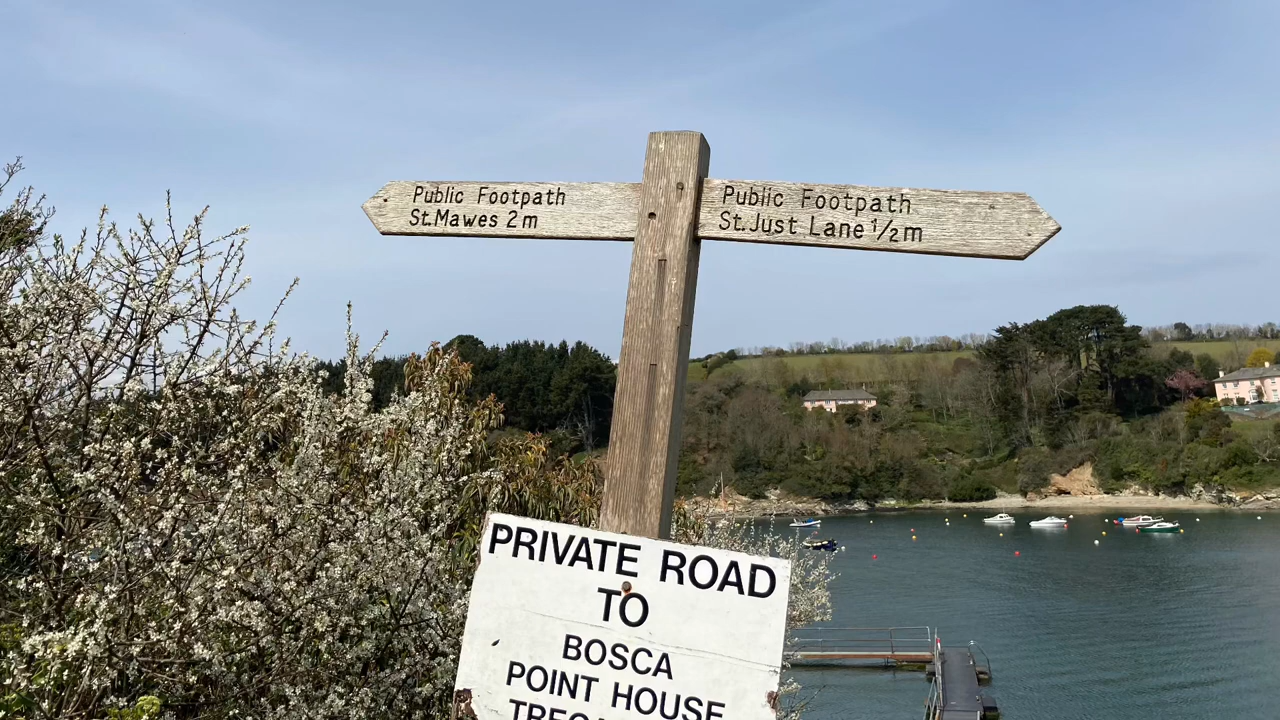 Public Footpath
St.Mawes 2m
Public Footpath
St.Just Lane 1/2m
PRIVATE ROAD
TO
BOSCA
POINT HOUSE